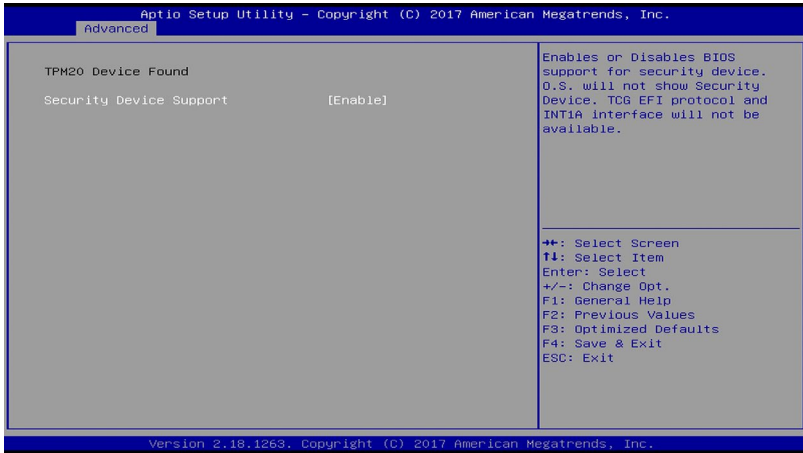 Aptio Setup Utility – Copyright (C) 2017 American Megatrends, Inc.
Advanced
TPM20 Device Found
Security Device Support [Enable]
Enables or Disables BIOS
support for security device.
O.S. will not show Security
Device. TCG EFI protocol and
INT1A interface will not be
available.
→←: Select Screen
↑↓: Select Item
Enter: Select
+/-: Change Opt.
F1: General Help
F2: Previous Values
F3: Optimized Defaults
F4: Save & Exit
ESC: Exit
Version 2.18.1263. Copyright (C) 2017 American Megatrends, Inc.